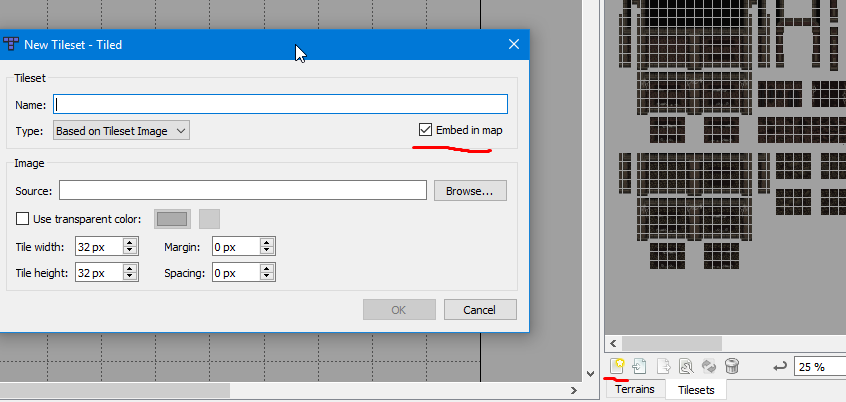 New Tileset - Tiled
Tileset
Name:
Type: Based on Tileset Image Embed in map
Image
Source: Browse...
Use transparent color:
Tile width: 32 px Margin: 0 px
Tile height: 32 px Spacing: 0 px
OK Cancel
25 %
Terrains Tilesets